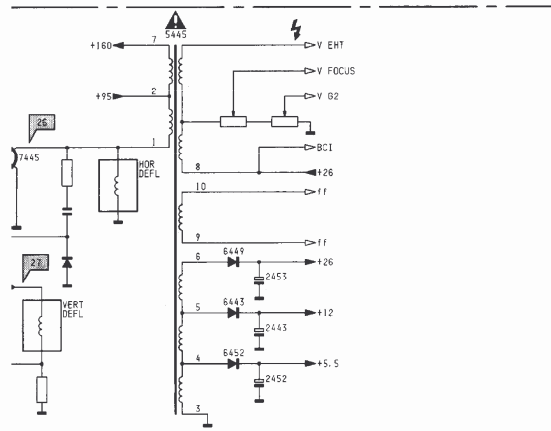 5445
7
+160
V EHT
V FOCUS
2
+95
V G2
26
1
BCI
7445
HOR
DEFL
8
+26
10
ff
9
ff
6
6449
+26
27
2453
5
6443
+12
VERT
DEFL
2443
4
6452
+5.5
2452
3